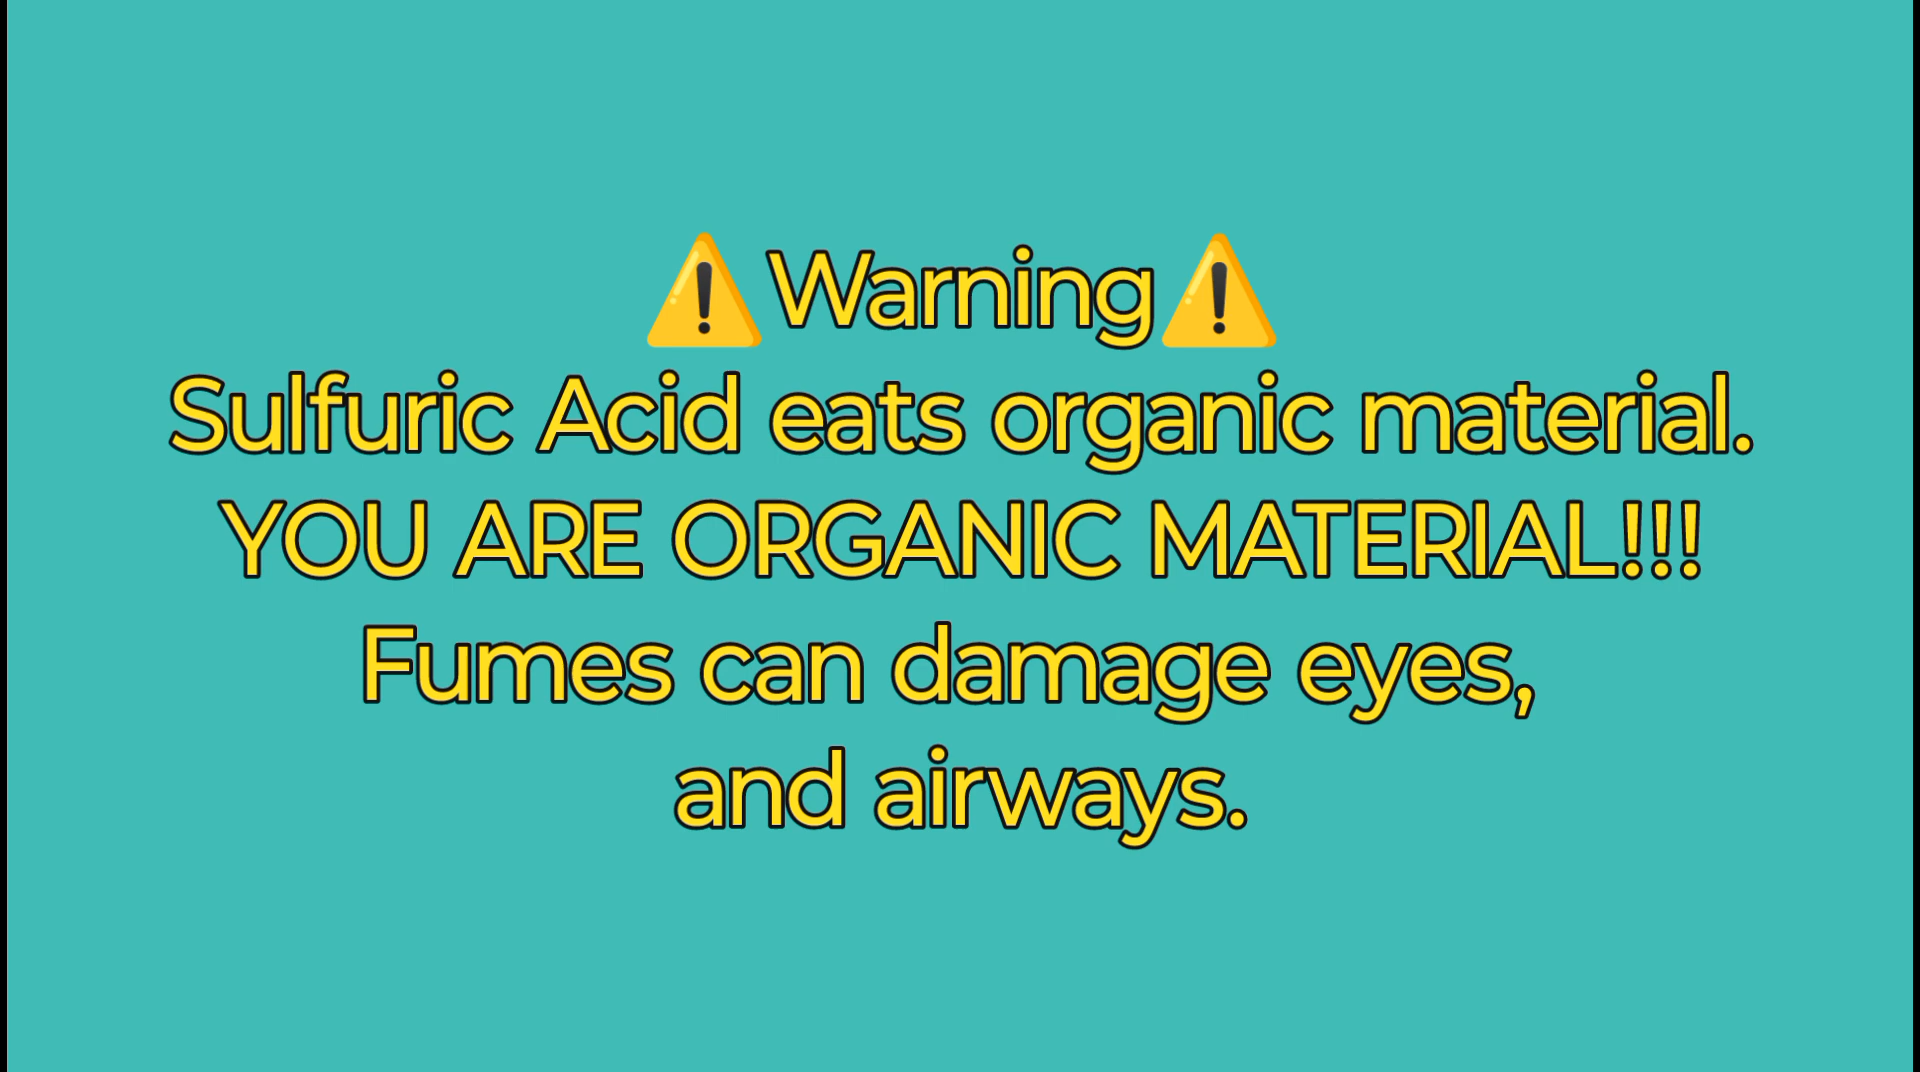 ⚠️Warning⚠️
Sulfuric Acid eats organic material.
YOU ARE ORGANIC MATERIAL!!!
Fumes can damage eyes,
and airways.